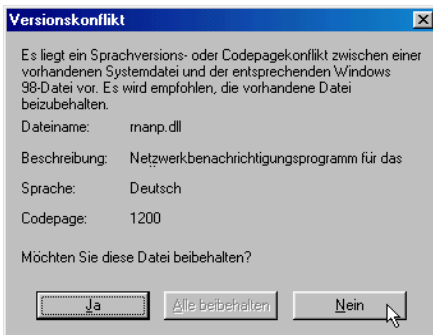 Versionskonflikt
Es liegt ein Sprachversions- oder Codepagekonflikt zwischen einer
vorhandenen Systemdatei und der entsprechenden Windows
98-Datei vor. Es wird empfohlen, die vorhandene Datei
beizubehalten.
Dateiname: rnanp.dll
Beschreibung: Netzwerkbenachrichtigungsprogramm für das
Sprache: Deutsch
Codepage: 1200
Möchten Sie diese Datei beibehalten?
Ja Alle beibehalten Nein